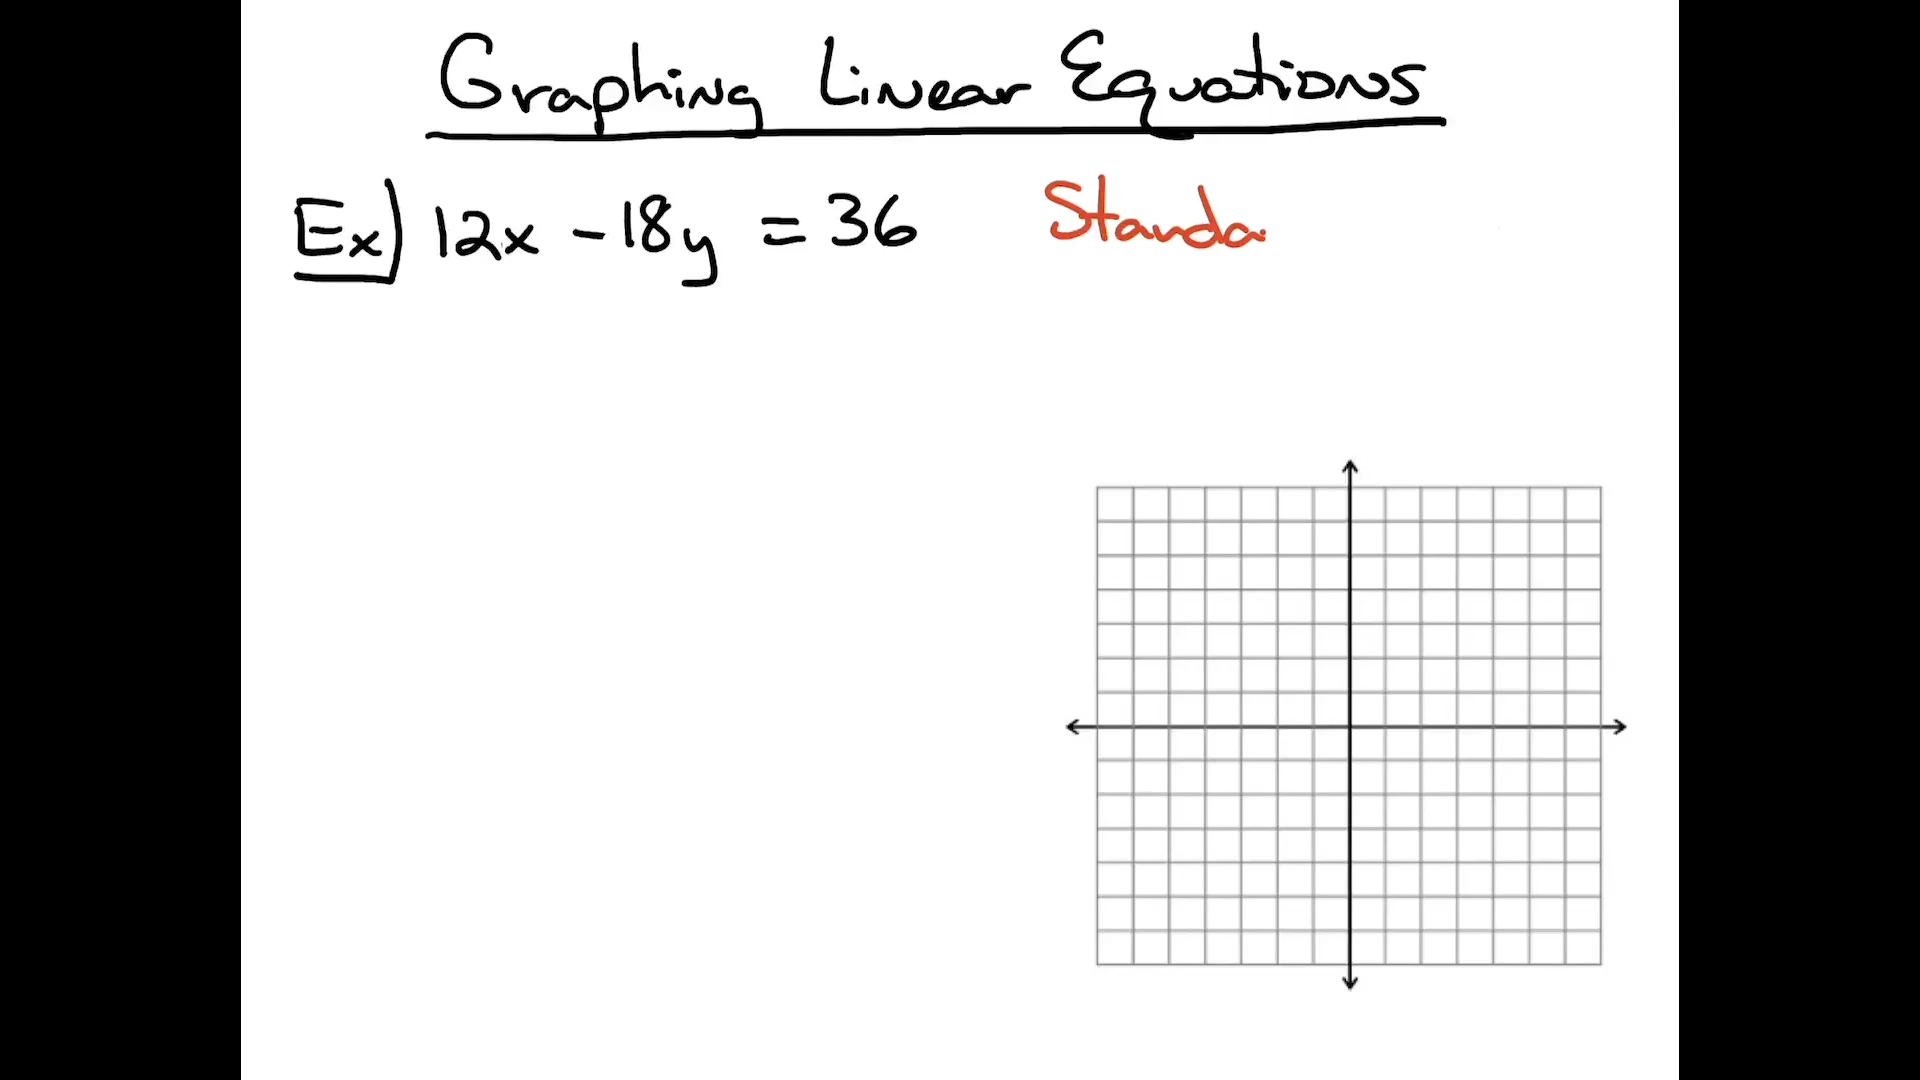 Graphing Linear Equations
Ex) 12x - 18y = 36 Standa